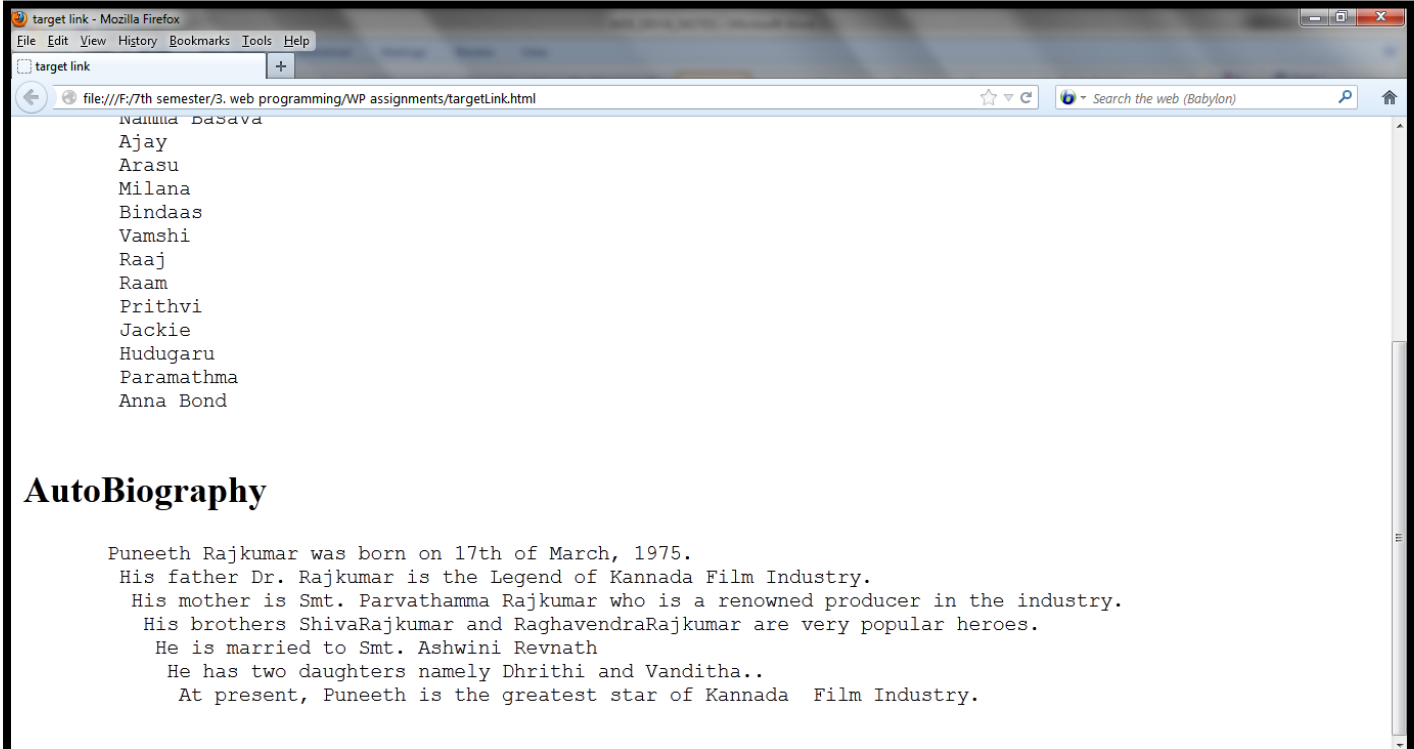 target link - Mozilla Firefox
File Edit View History Bookmarks Tools Help
target link
file:///F:/7th semester/3. web programming/WP assignments/targetLink.html
Search the web (Babylon)
Namma Basava
Ajay
Arasu
Milana
Bindaas
Vamshi
Raaj
Raam
Prithvi
Jackie
Hudugaru
Paramathma
Anna Bond
AutoBiography
Puneeth Rajkumar was born on 17th of March, 1975.
His father Dr. Rajkumar is the Legend of Kannada Film Industry.
His mother is Smt. Parvathamma Rajkumar who is a renowned producer in the industry.
His brothers ShivaRajkumar and RaghavendraRajkumar are very popular heroes.
He is married to Smt. Ashwini Revnath
He has two daughters namely Dhrithi and Vanditha..
At present, Puneeth is the greatest star of Kannada  Film Industry.